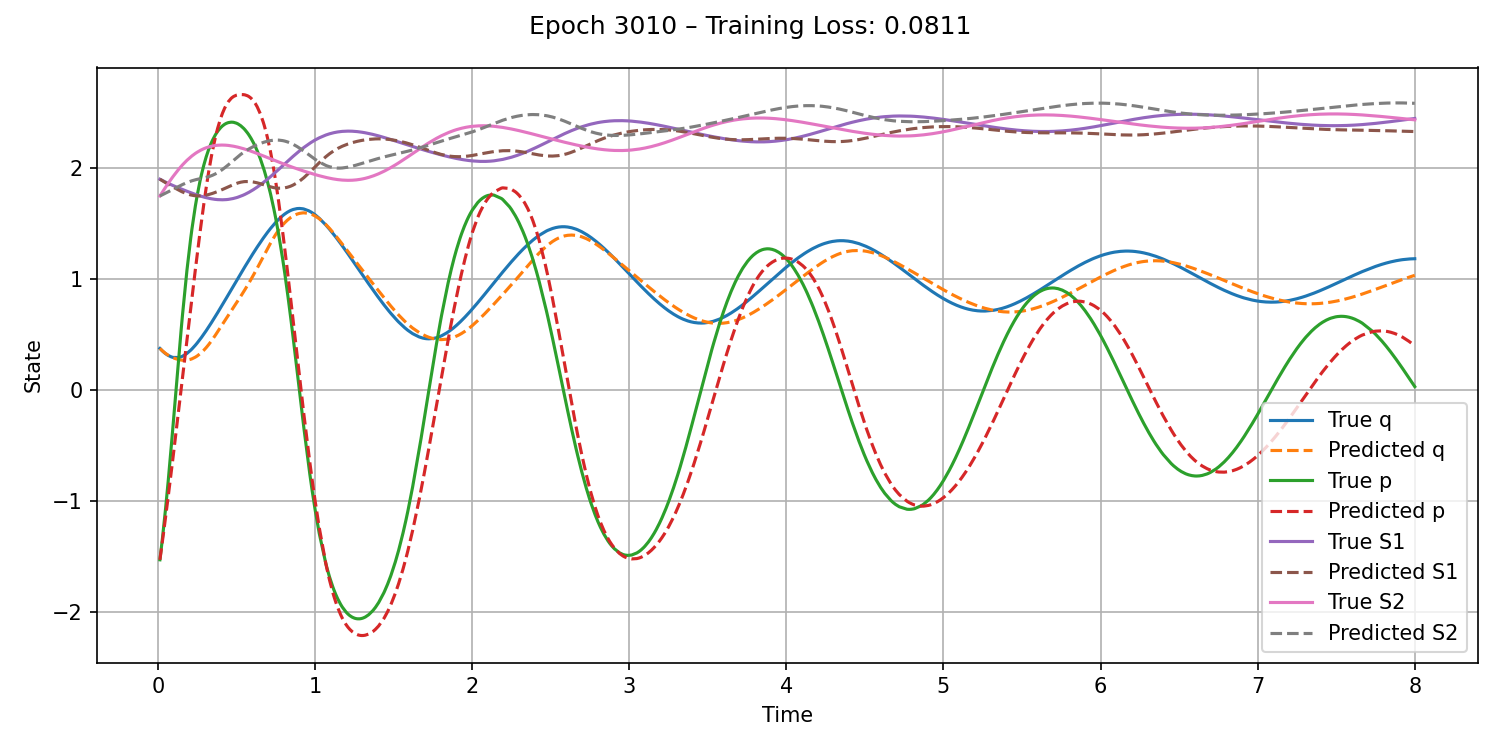 Epoch 3010 – Training Loss: 0.0811
State
2
1
0
−1
−2
0 1 2 3 4 5 6 7 8
Time
True q
Predicted q
True p
Predicted p
True S1
Predicted S1
True S2
Predicted S2